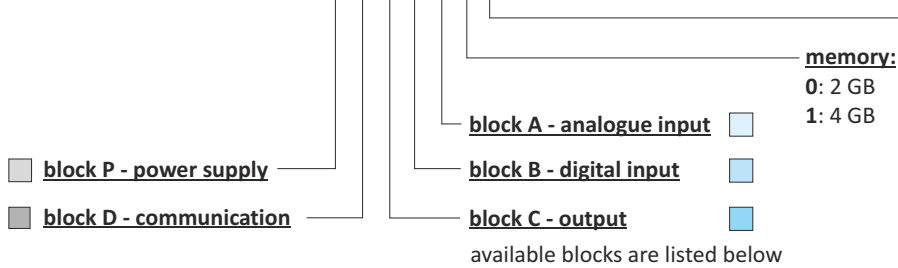 memory:
0: 2 GB
1: 4 GB
block A - analogue input
block P - power supply
block B - digital input
block D - communication
block C - output
available blocks are listed below